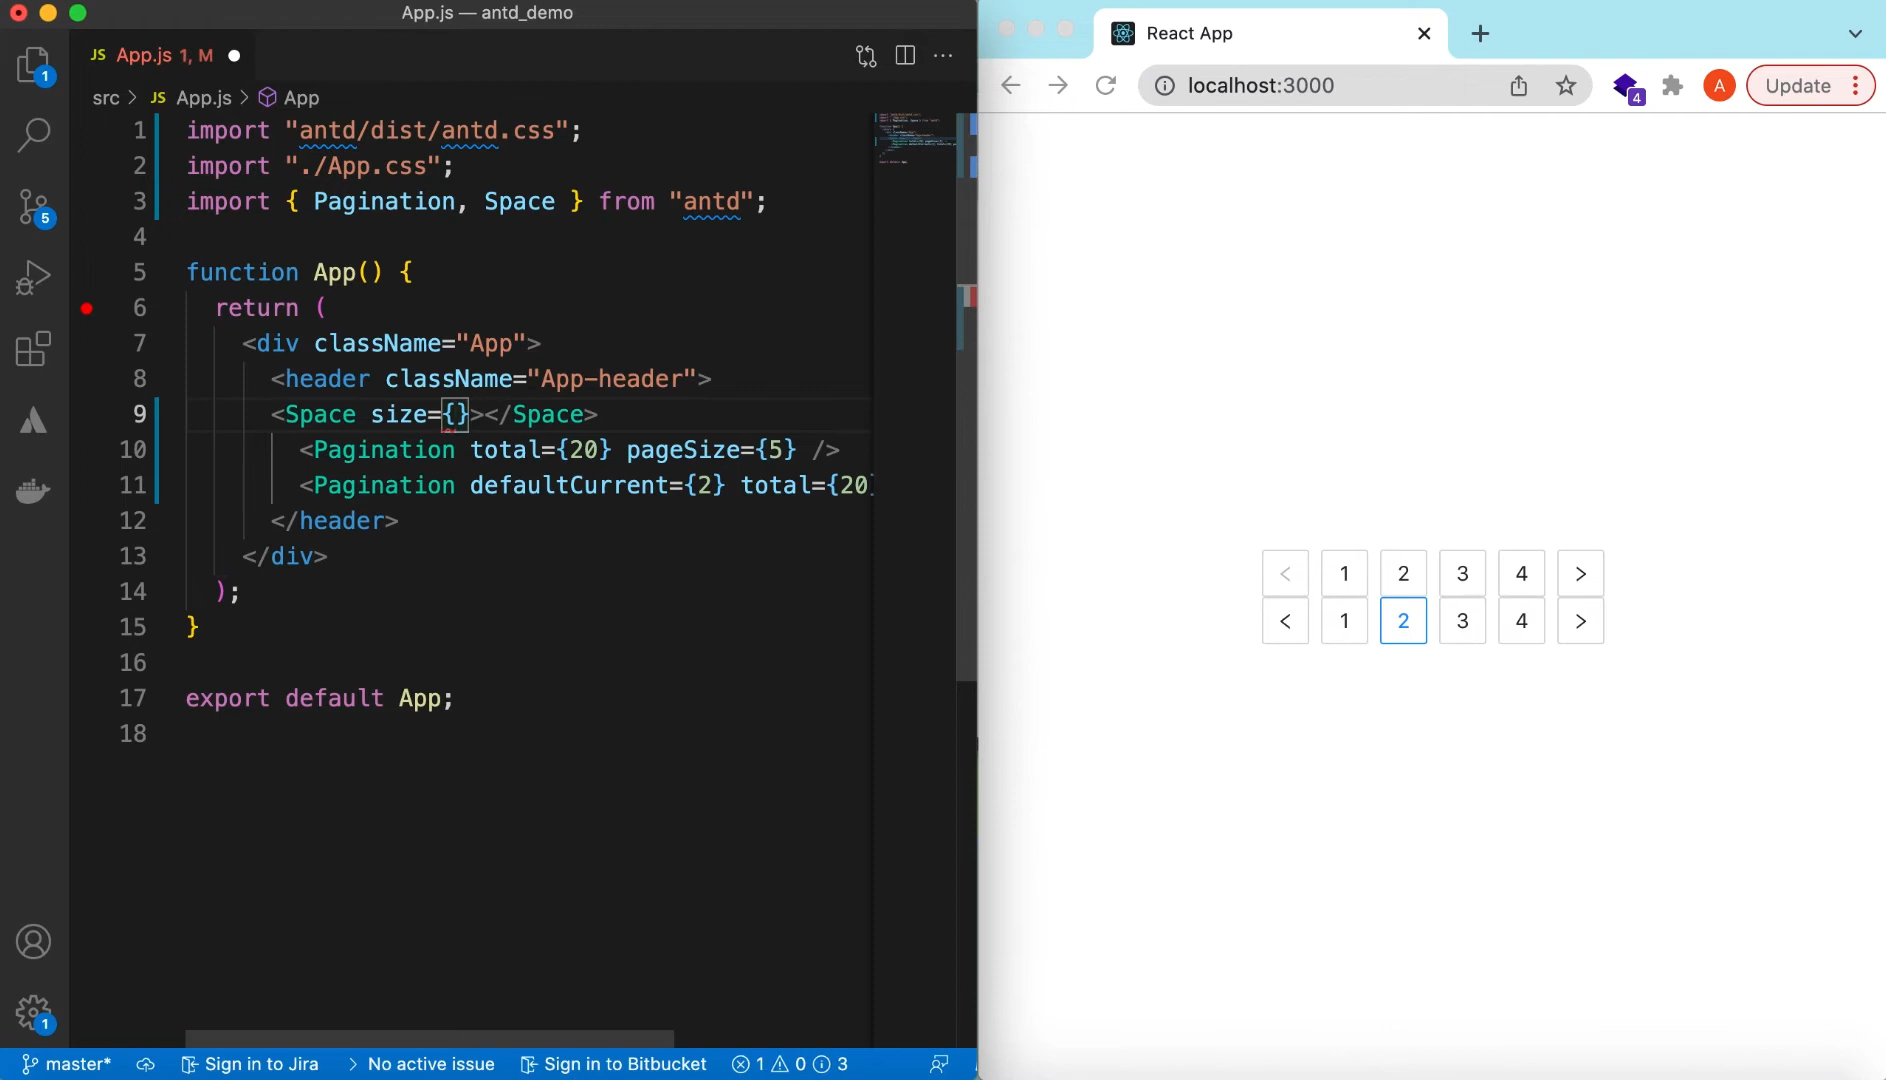 App.js — antd_demo
JS App.js 1, M
src > JS App.js > App
1 import "antd/dist/antd.css";
2 import "./App.css";
3 import { Pagination, Space } from "antd";
4
5 function App() {
6 return (
7 <div className="App">
8 <header className="App-header">
9 <Space size={}></Space>
10 <Pagination total={20} pageSize={5} />
11 <Pagination defaultCurrent={2} total={20}
12 </header>
13 </div>
14 );
15 }
16
17 export default App;
18
1
5
1
master* Sign in to Jira > No active issue Sign in to Bitbucket 1 0 3
React App
localhost:3000
4
A
Update
< 1 2 3 4 >
< 1 2 3 4 >